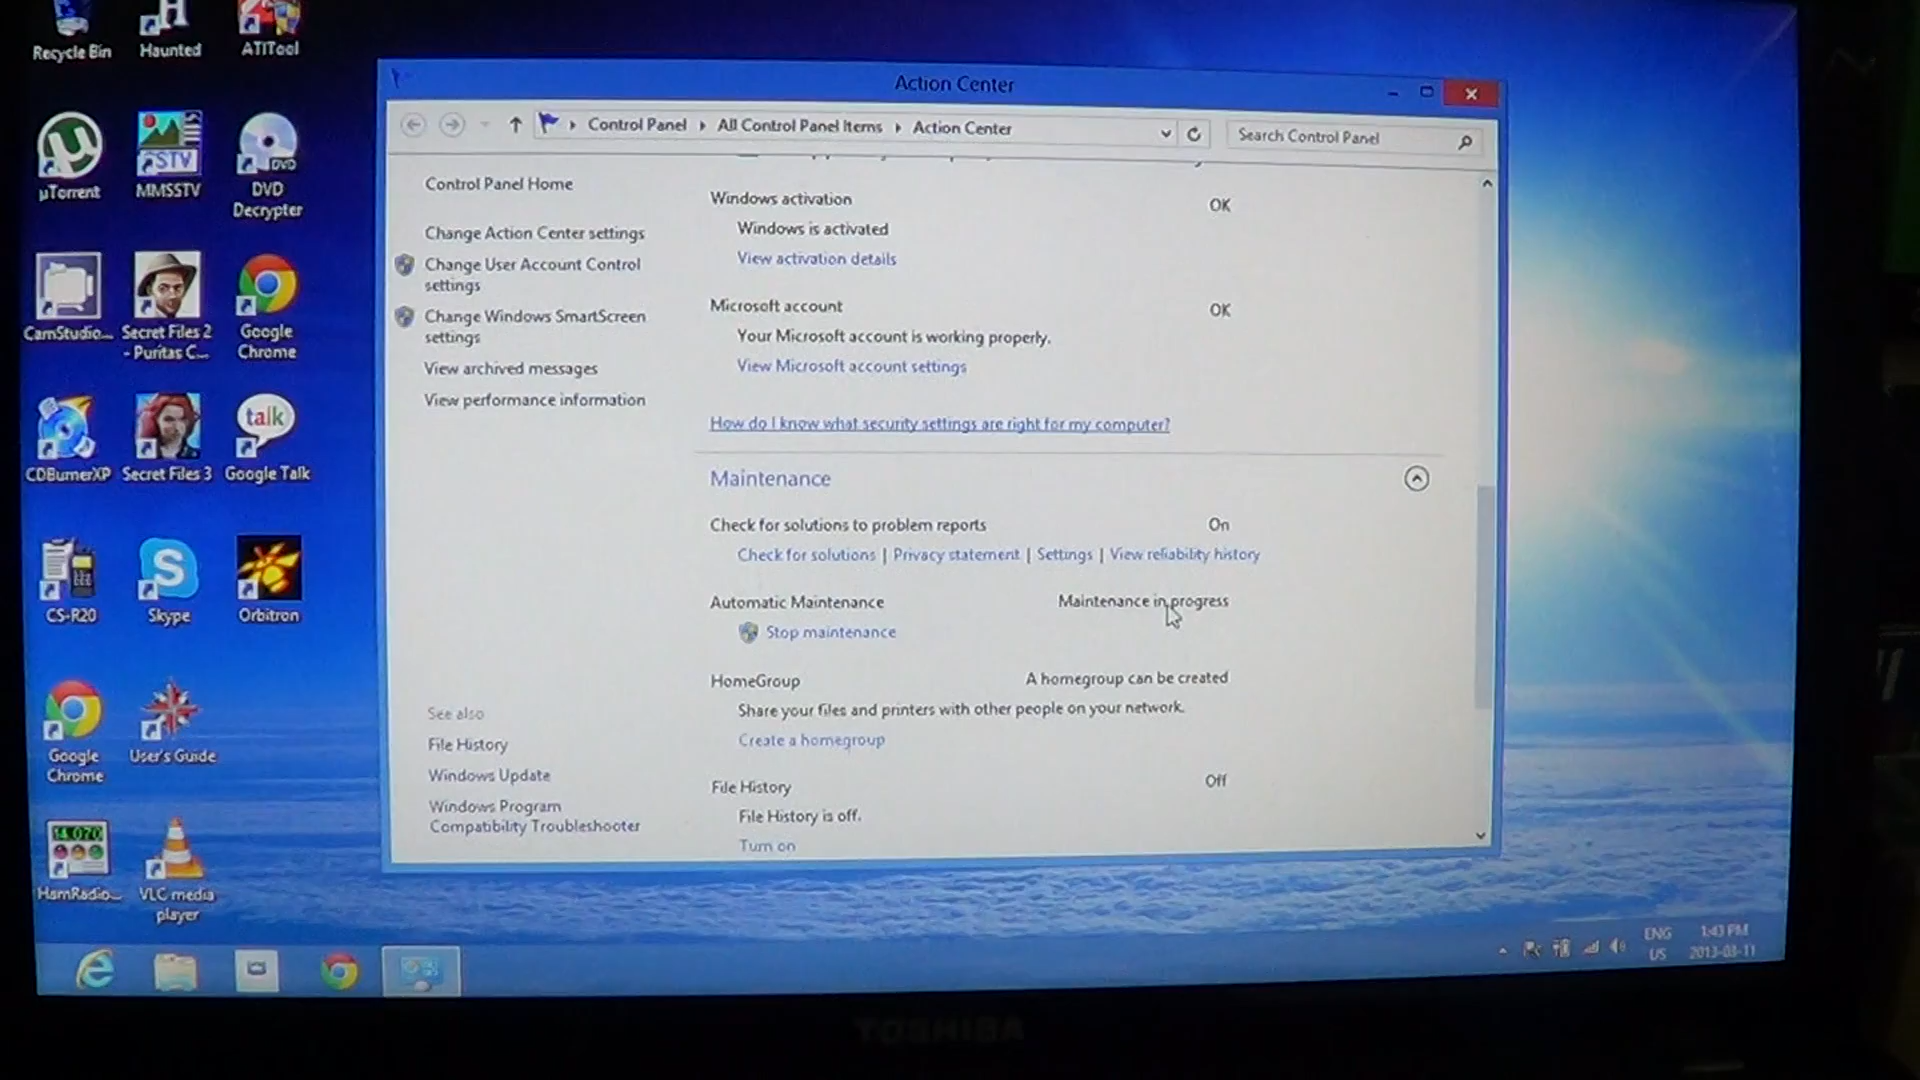 Recycle Bin
Haunted
ATITool
µTorrent
SSTV
MMSSTV
DVD
DVD
Decrypter
CamStudio...
Secret Files 2
- Puritas C...
Google
Chrome
CDBurnerXP
Secret Files 3
talk
Google Talk
CS-R20
S
Skype
Orbitron
Google
Chrome
User's Guide
14.070
HamRadio...
VLC media
player
Action Center
Control Panel
All Control Panel Items
Action Center
Search Control Panel
Control Panel Home
Change Action Center settings
Change User Account Control
settings
Change Windows SmartScreen
settings
View archived messages
View performance information
See also
File History
Windows Update
Windows Program
Compatibility Troubleshooter
Windows activation OK
Windows is activated
View activation details
Microsoft account OK
Your Microsoft account is working properly.
View Microsoft account settings
How do I know what security settings are right for my computer?
Maintenance
Check for solutions to problem reports On
Check for solutions | Privacy statement | Settings | View reliability history
Automatic Maintenance Maintenance in progress
Stop maintenance
HomeGroup A homegroup can be created
Share your files and printers with other people on your network.
Create a homegroup
File History Off
File History is off.
Turn on
ENG
US
1:43 PM
2013-03-11
TOSHIBA